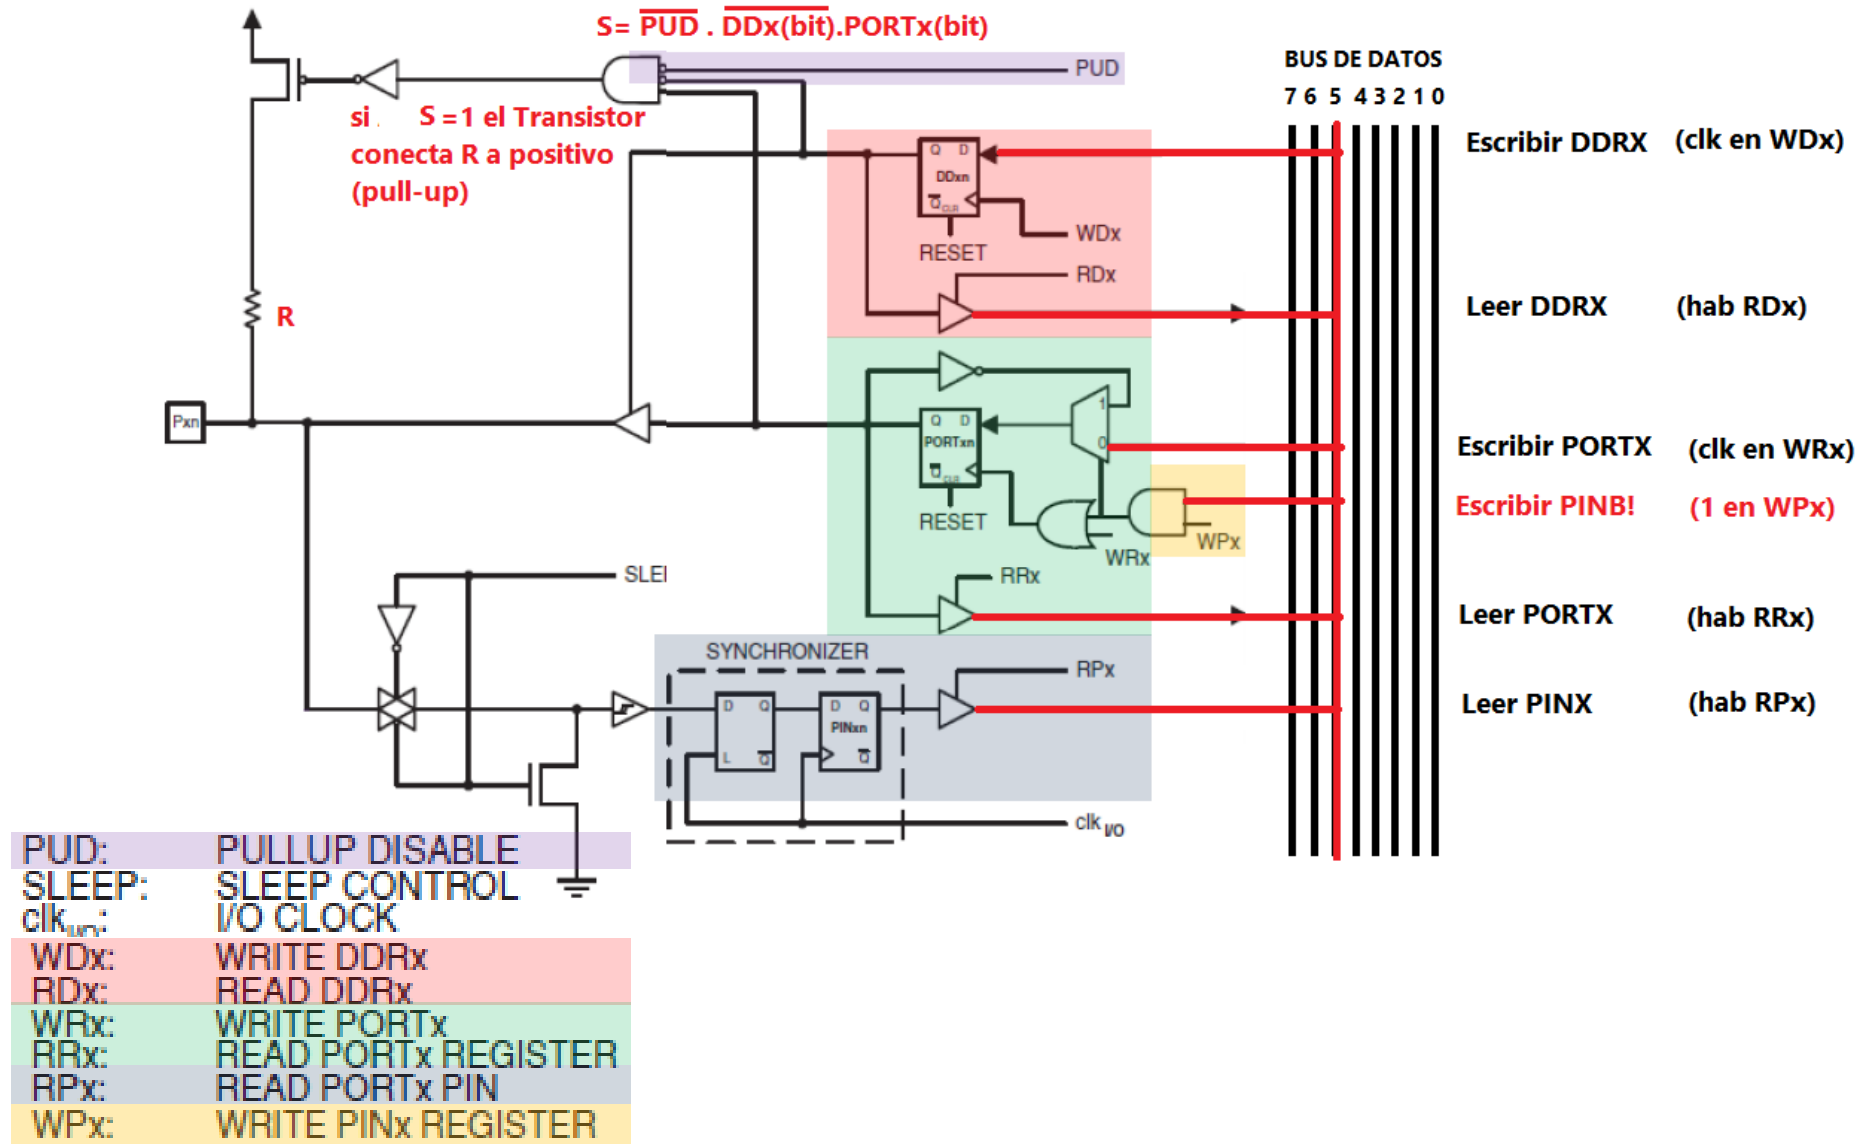 S= PUD . DDx(bit).PORTx(bit)
PUD
si . S =1 el Transistor
conecta R a positivo
(pull-up)
BUS DE DATOS
7 6 5 4 3 2 1 0
Q D
DDxn
Q CLR
WDx
RESET
RDx
Escribir DDRX (clk en WDx)
Leer DDRX (hab RDx)
R
Pxn
1
0
Q D
PORTxn
Q CLR
RESET
WRx
WPx
RRx
Escribir PORTX (clk en WRx)
Escribir PINB! (1 en WPx)
Leer PORTX (hab RRx)
Leer PINX (hab RPx)
SLEI
SYNCHRONIZER
RPx
D Q
L Q
D Q
PINxn
Q
clk I/O
PUD: PULLUP DISABLE
SLEEP: SLEEP CONTROL
clk I/O: I/O CLOCK
WDx: WRITE DDRx
RDx: READ DDRx
WRx: WRITE PORTx
RRx: READ PORTx REGISTER
RPx: READ PORTx PIN
WPx: WRITE PINx REGISTER